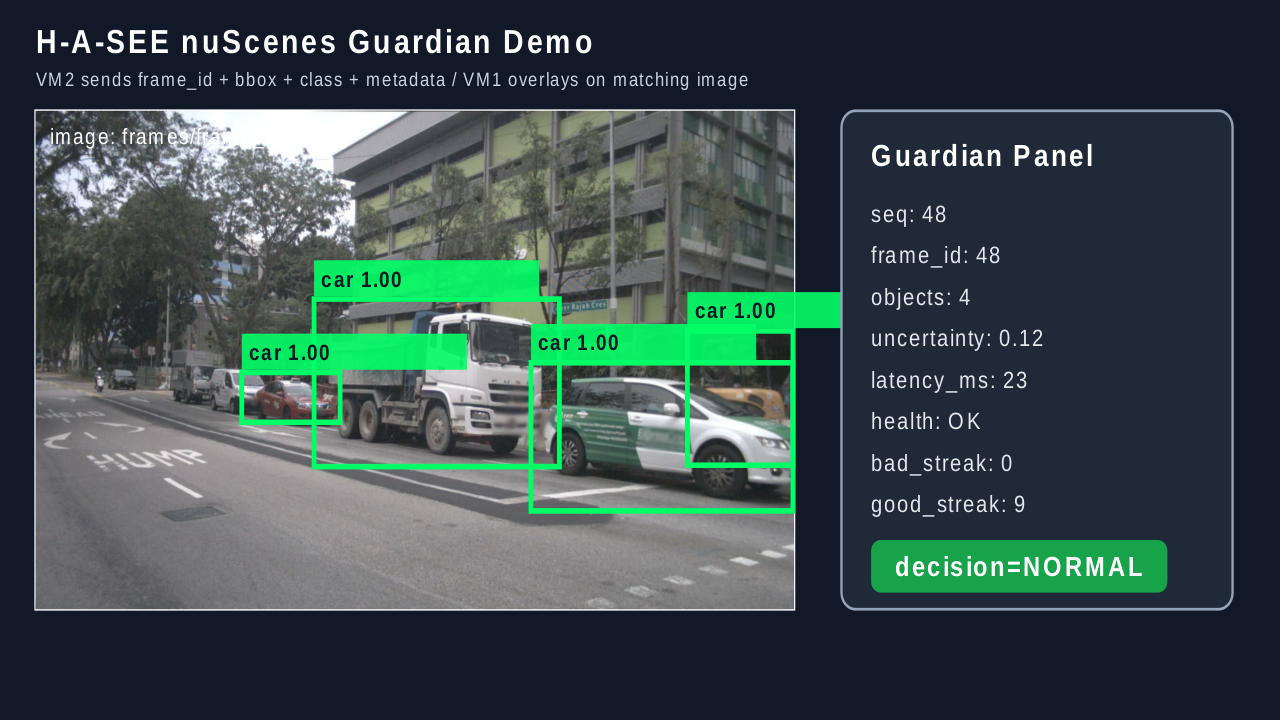 H-A-SEE nuScenes Guardian Demo
VM2 sends frame_id + bbox + class + metadata / VM1 overlays on matching image
image: frames/
car 1.00
car 1.00
car 1.00
car 1.00
HUMP
AHEAD
Guardian Panel
seq: 48
frame_id: 48
objects: 4
uncertainty: 0.12
latency_ms: 23
health: OK
bad_streak: 0
good_streak: 9
decision=NORMAL